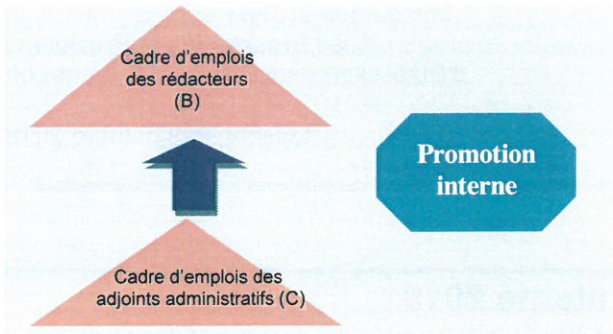 Cadre d'emplois
des rédacteurs
(B)
Promotion
interne
Cadre d'emplois des
adjoints administratifs (C)